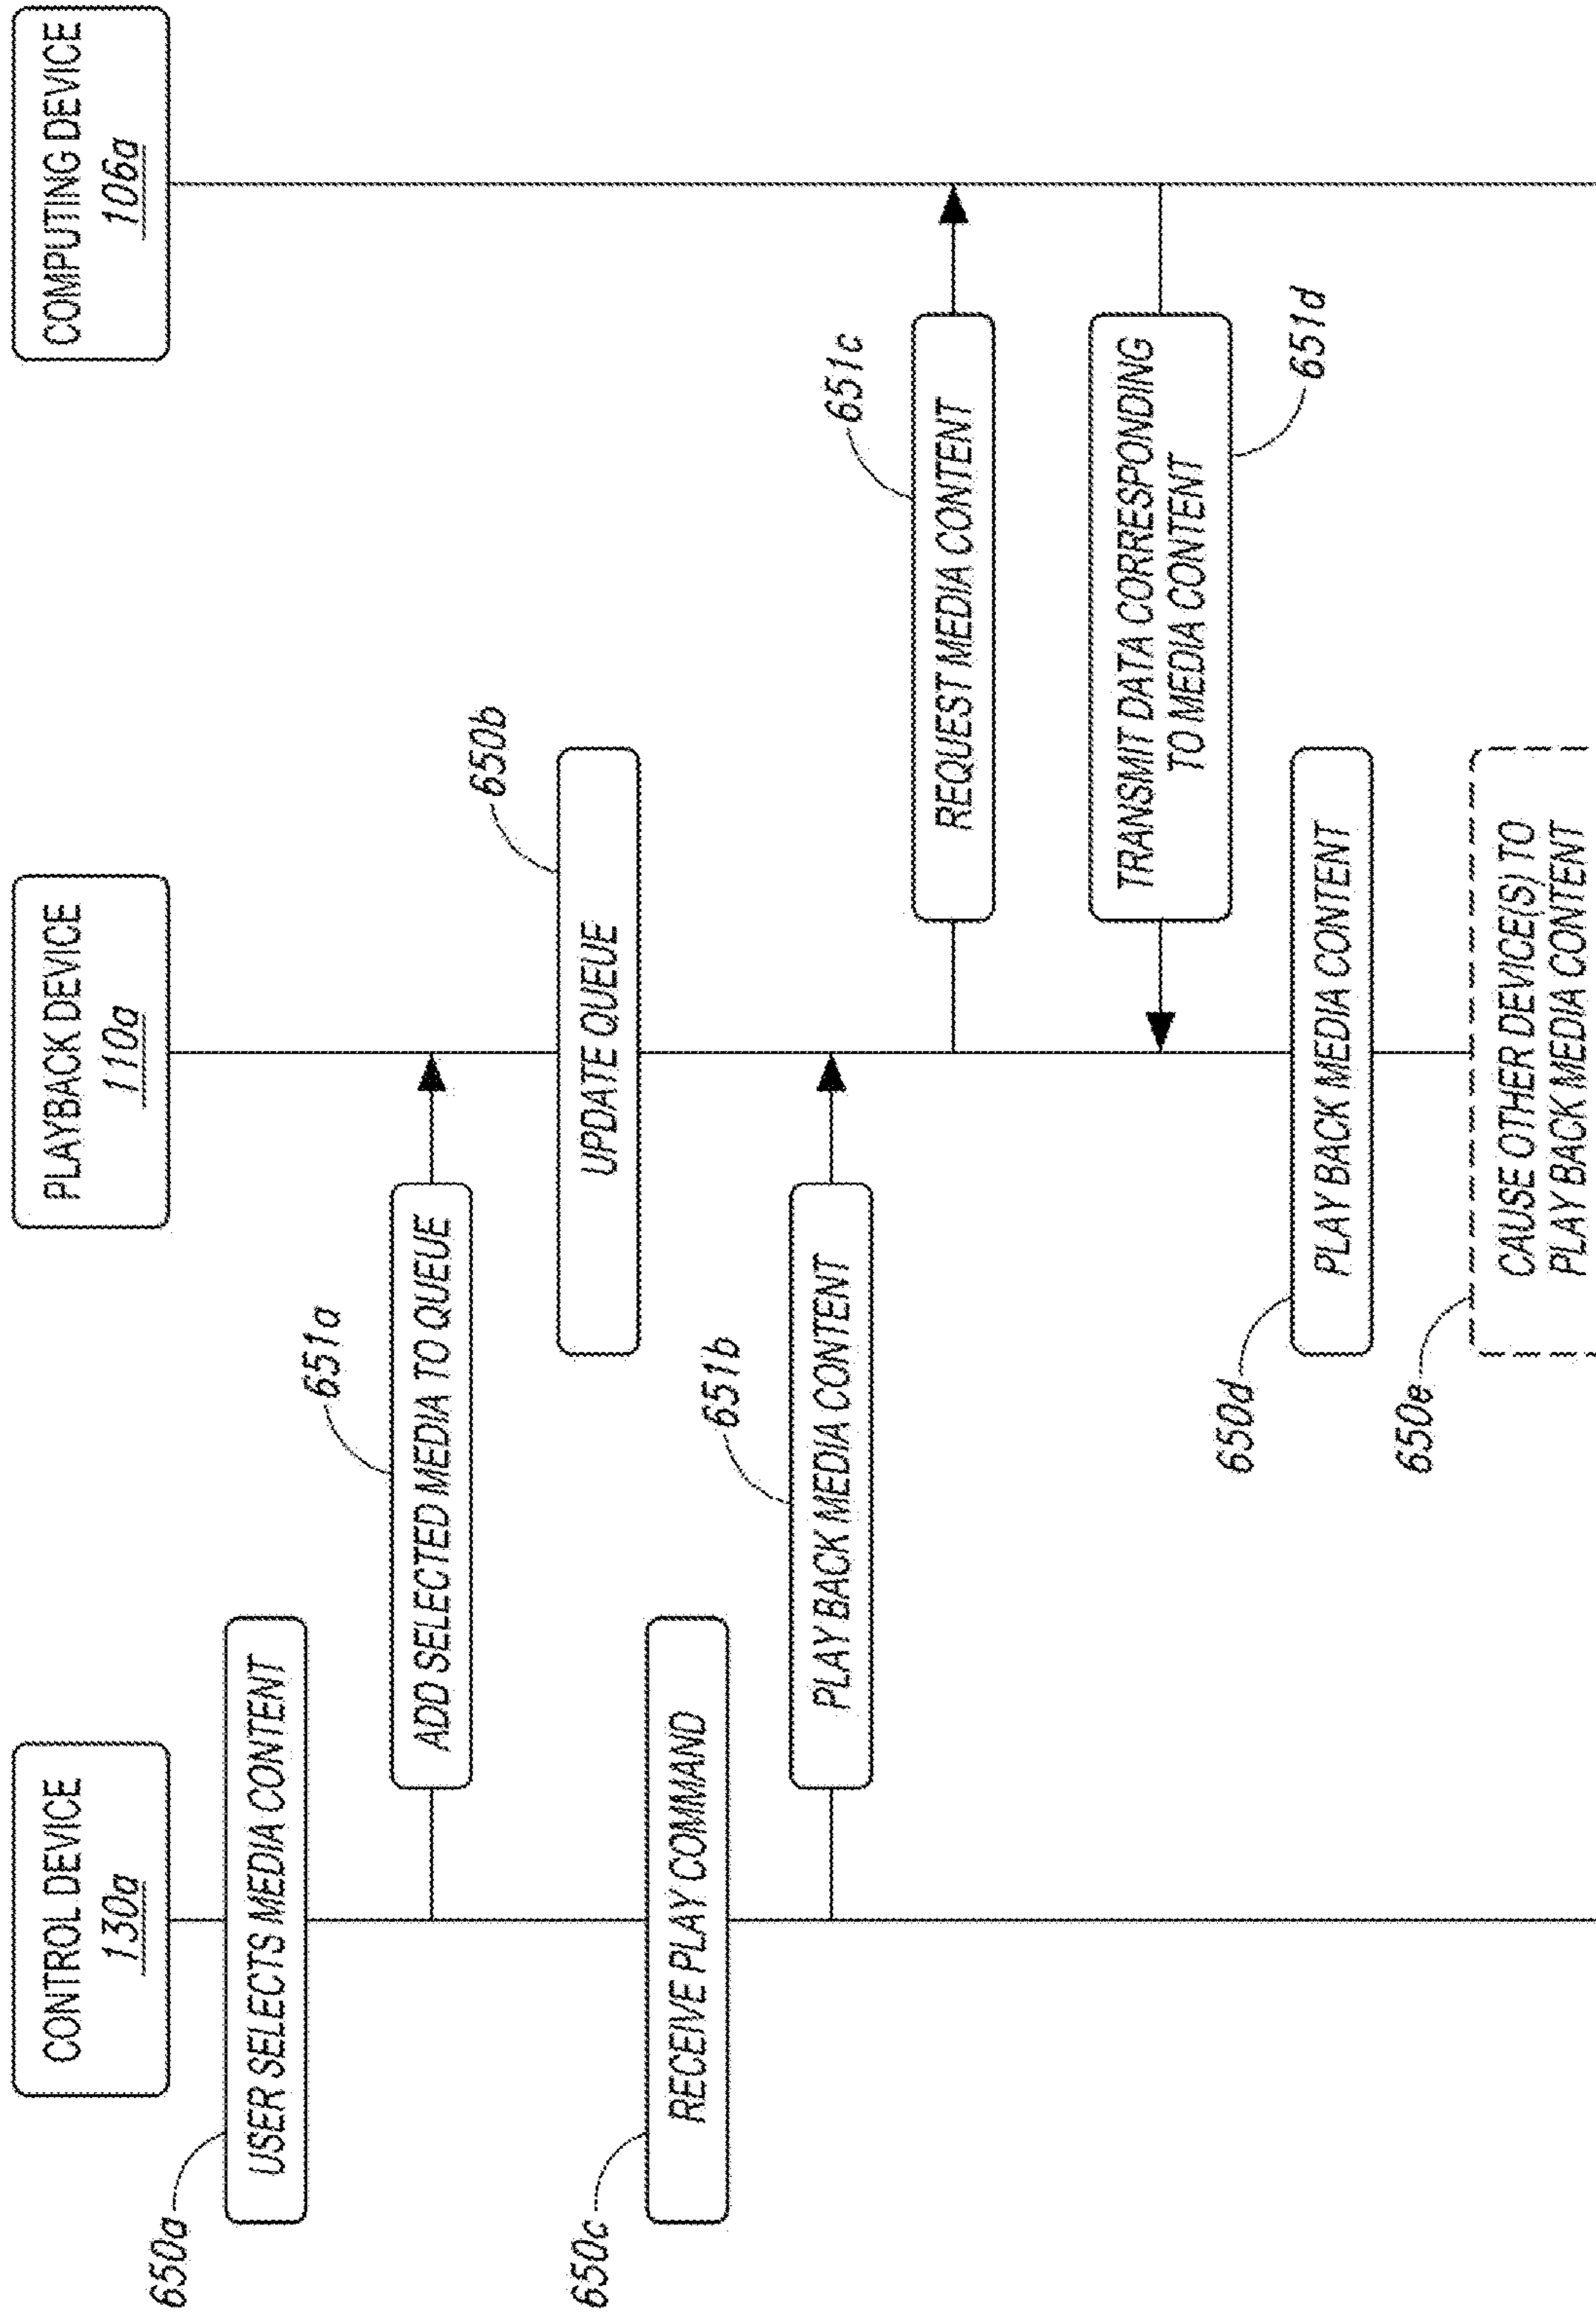 CONTROL DEVICE
130a
PLAYBACK DEVICE
110a
COMPUTING DEVICE
106a
650a
USER SELECTS MEDIA CONTENT
651a
ADD SELECTED MEDIA TO QUEUE
650b
UPDATE QUEUE
650c
RECEIVE PLAY COMMAND
651b
PLAY BACK MEDIA CONTENT
651c
REQUEST MEDIA CONTENT
TRANSMIT DATA CORRESPONDING
TO MEDIA CONTENT
651d
650d
PLAY BACK MEDIA CONTENT
650e
CAUSE OTHER DEVICE(S) TO
PLAY BACK MEDIA CONTENT